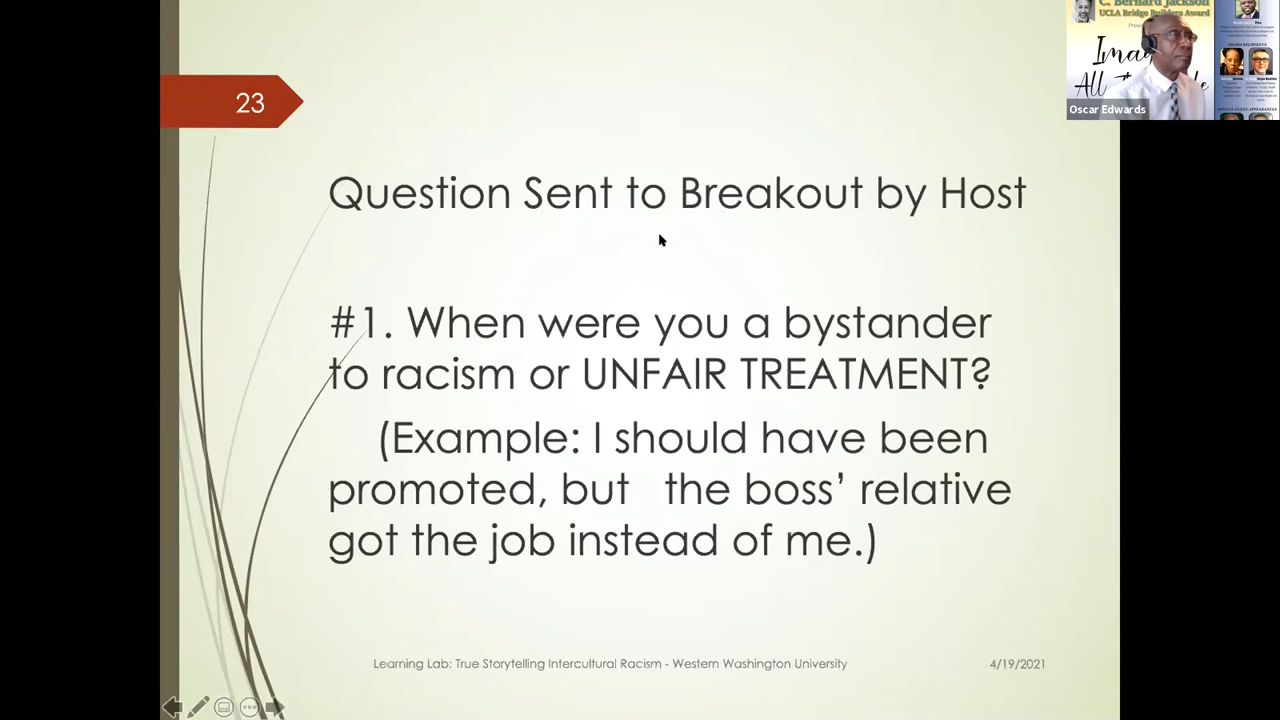 23
Question Sent to Breakout by Host
#1. When were you a bystander
to racism or UNFAIR TREATMENT?
(Example: I should have been
promoted, but the boss’ relative
got the job instead of me.)
Learning Lab: True Storytelling Intercultural Racism - Western Washington University
4/19/2021
C. Bernard Jackson
UCLA Bridge Builders Award
Oscar Edwards
AWARD RECIPIENTS